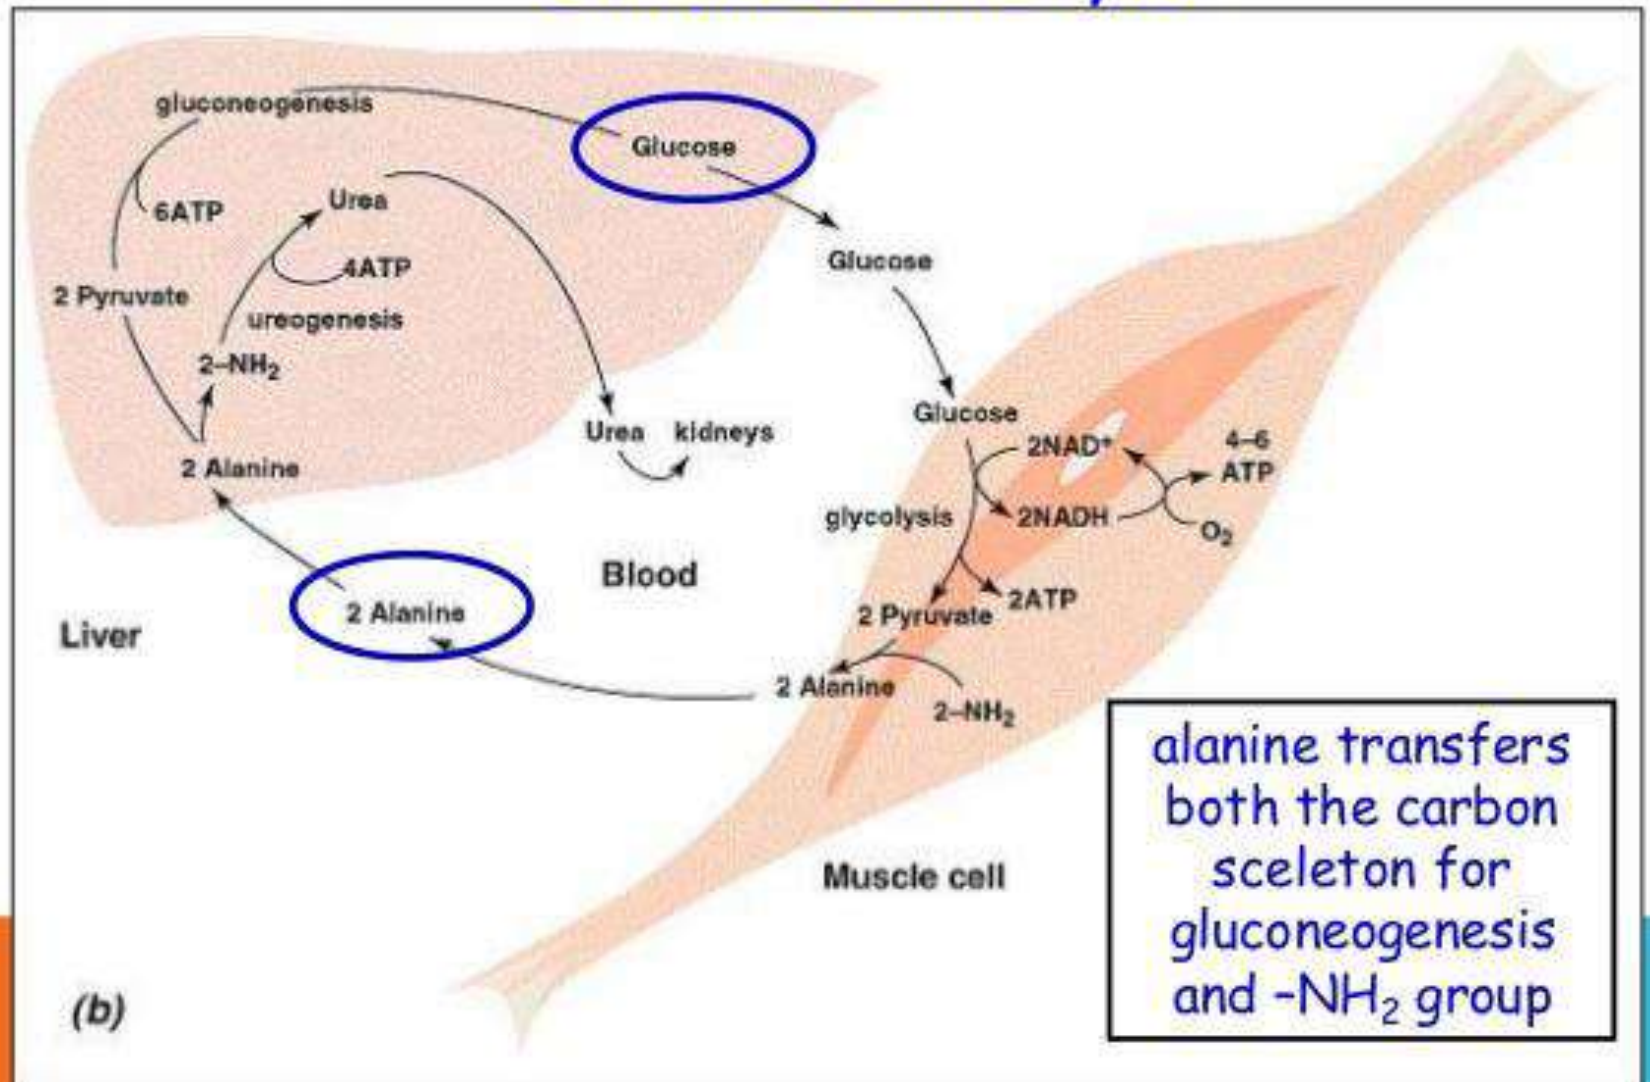 gluconeogenesis
Glucose
6ATP
Urea
4ATP
2 Pyruvate
ureogenesis
2–NH₂
2 Alanine
Glucose
Urea kidneys
Glucose
2NAD⁺
4–6
ATP
glycolysis
2NADH
O₂
Blood
2ATP
2 Pyruvate
2 Alanine
Liver
2 Alanine
2–NH₂
Muscle cell
alanine transfers
both the carbon
sceleton for
gluconeogenesis
and –NH₂ group
(b)